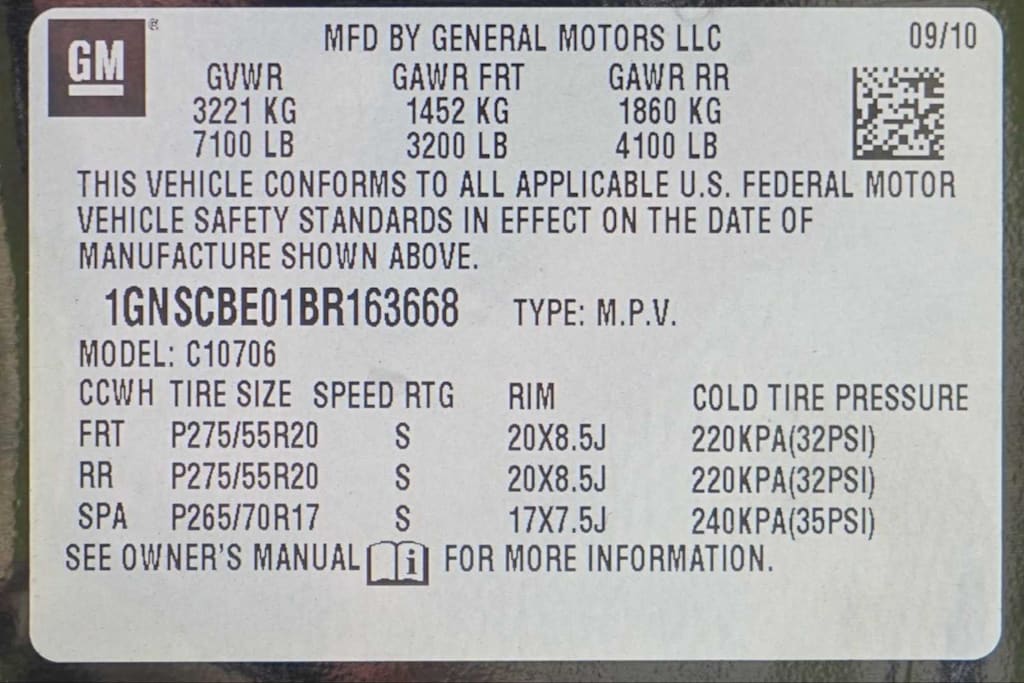 GM ® MFD BY GENERAL MOTORS LLC 09/10
GVWR GAWR FRT GAWR RR
3221 KG 1452 KG 1860 KG
7100 LB 3200 LB 4100 LB
THIS VEHICLE CONFORMS TO ALL APPLICABLE U.S. FEDERAL MOTOR
VEHICLE SAFETY STANDARDS IN EFFECT ON THE DATE OF
MANUFACTURE SHOWN ABOVE.
1GNSCBE01BR163668 TYPE: M.P.V.
MODEL: C10706
CCWH TIRE SIZE SPEED RTG RIM COLD TIRE PRESSURE
FRT P275/55R20 S 20X8.5J 220KPA(32PSI)
RR P275/55R20 S 20X8.5J 220KPA(32PSI)
SPA P265/70R17 S 17X7.5J 240KPA(35PSI)
SEE OWNER'S MANUAL i FOR MORE INFORMATION.